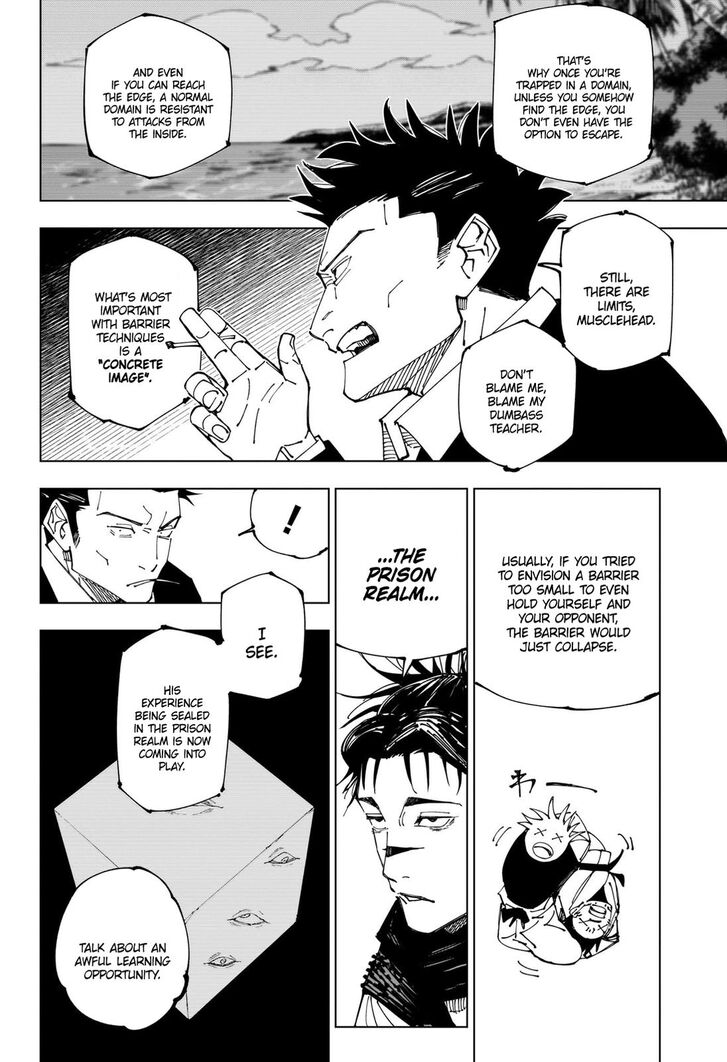 THAT'S
WHY ONCE YOU'RE
TRAPPED IN A DOMAIN,
UNLESS YOU SOMEHOW
FIND THE EDGE, YOU
DON'T EVEN HAVE THE
OPTION TO ESCAPE.
AND EVEN
IF YOU CAN REACH
THE EDGE, A NORMAL
DOMAIN IS RESISTANT
TO ATTACKS FROM
THE INSIDE.
STILL,
THERE ARE
LIMITS,
MUSCLEHEAD.
DON'T
BLAME ME,
BLAME MY
DUMBASS
TEACHER.
WHAT'S MOST
IMPORTANT
WITH BARRIER
TECHNIQUES
IS A
"CONCRETE
IMAGE".
USUALLY, IF YOU TRIED
TO ENVISION A BARRIER
TOO SMALL TO EVEN
HOLD YOURSELF AND
YOUR OPPONENT,
THE BARRIER WOULD
JUST COLLAPSE.
わー
...THE
PRISON
REALM...
!
I
SEE.
HIS
EXPERIENCE
BEING SEALED
IN THE PRISON
REALM IS NOW
COMING INTO
PLAY.
TALK ABOUT AN
AWFUL LEARNING
OPPORTUNITY.